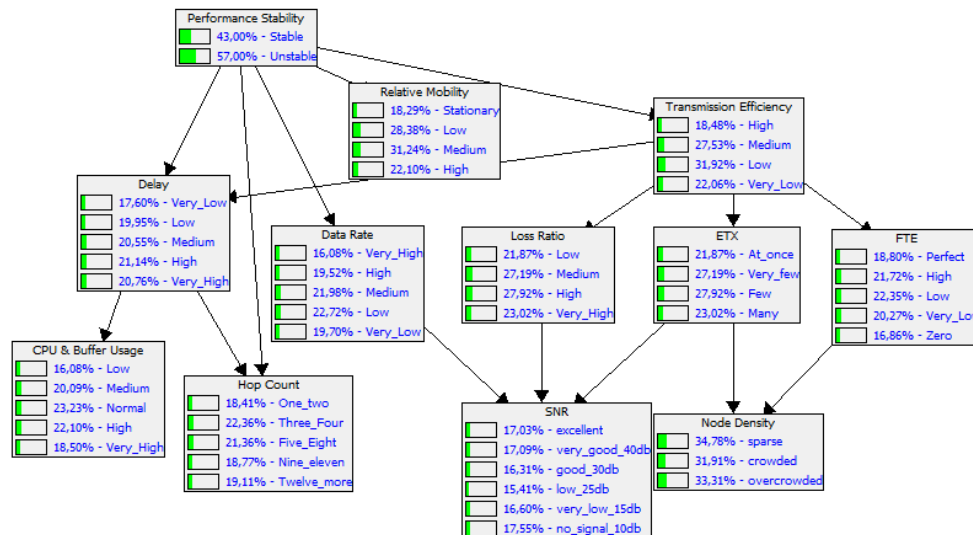 Performance Stability
43,00% - Stable
57,00% - Unstable
Relative Mobility
18,29% - Stationary
28,38% - Low
31,24% - Medium
22,10% - High
Transmission Efficiency
18,48% - High
27,53% - Medium
31,92% - Low
22,06% - Very_Low
Delay
17,60% - Very_Low
19,95% - Low
20,55% - Medium
21,14% - High
20,76% - Very_High
Data Rate
16,08% - Very_High
19,52% - High
21,98% - Medium
22,72% - Low
19,70% - Very_Low
Loss Ratio
21,87% - Low
27,19% - Medium
27,92% - High
23,02% - Very_High
ETX
21,87% - At_once
27,19% - Very_few
27,92% - Few
23,02% - Many
FTE
18,80% - Perfect
21,72% - High
22,35% - Low
20,27% - Very_Low
16,86% - Zero
CPU & Buffer Usage
16,08% - Low
20,09% - Medium
23,23% - Normal
22,10% - High
18,50% - Very_High
Hop Count
18,41% - One_two
22,36% - Three_Four
21,36% - Five_Eight
18,77% - Nine_eleven
19,11% - Twelve_more
SNR
17,03% - excellent
17,09% - very_good_40db
16,31% - good_30db
15,41% - low_25db
16,60% - very_low_15db
17,55% - no_signal_10db
Node Density
34,78% - sparse
31,91% - crowded
33,31% - overcrowded